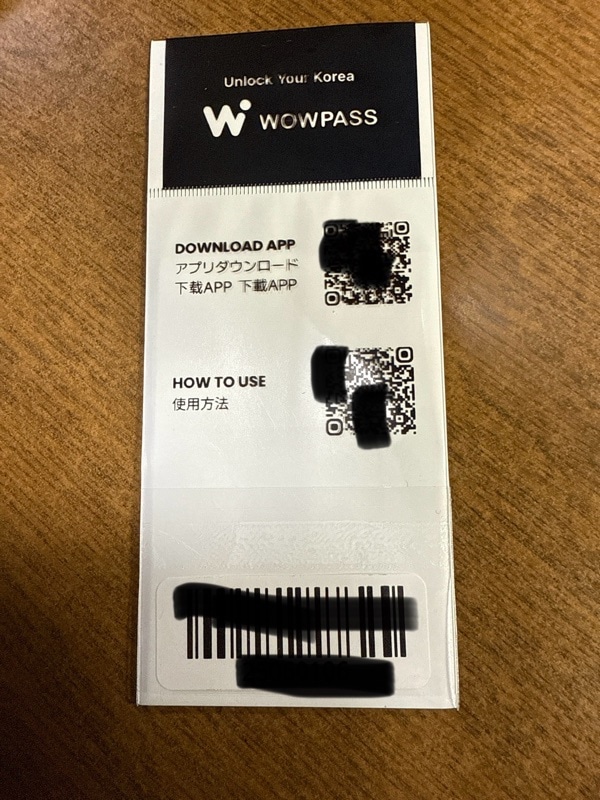 Unlock Your Korea
WOWPASS
DOWNLOAD APP
アプリダウンロード
下载APP 下載APP
HOW TO USE
使用方法